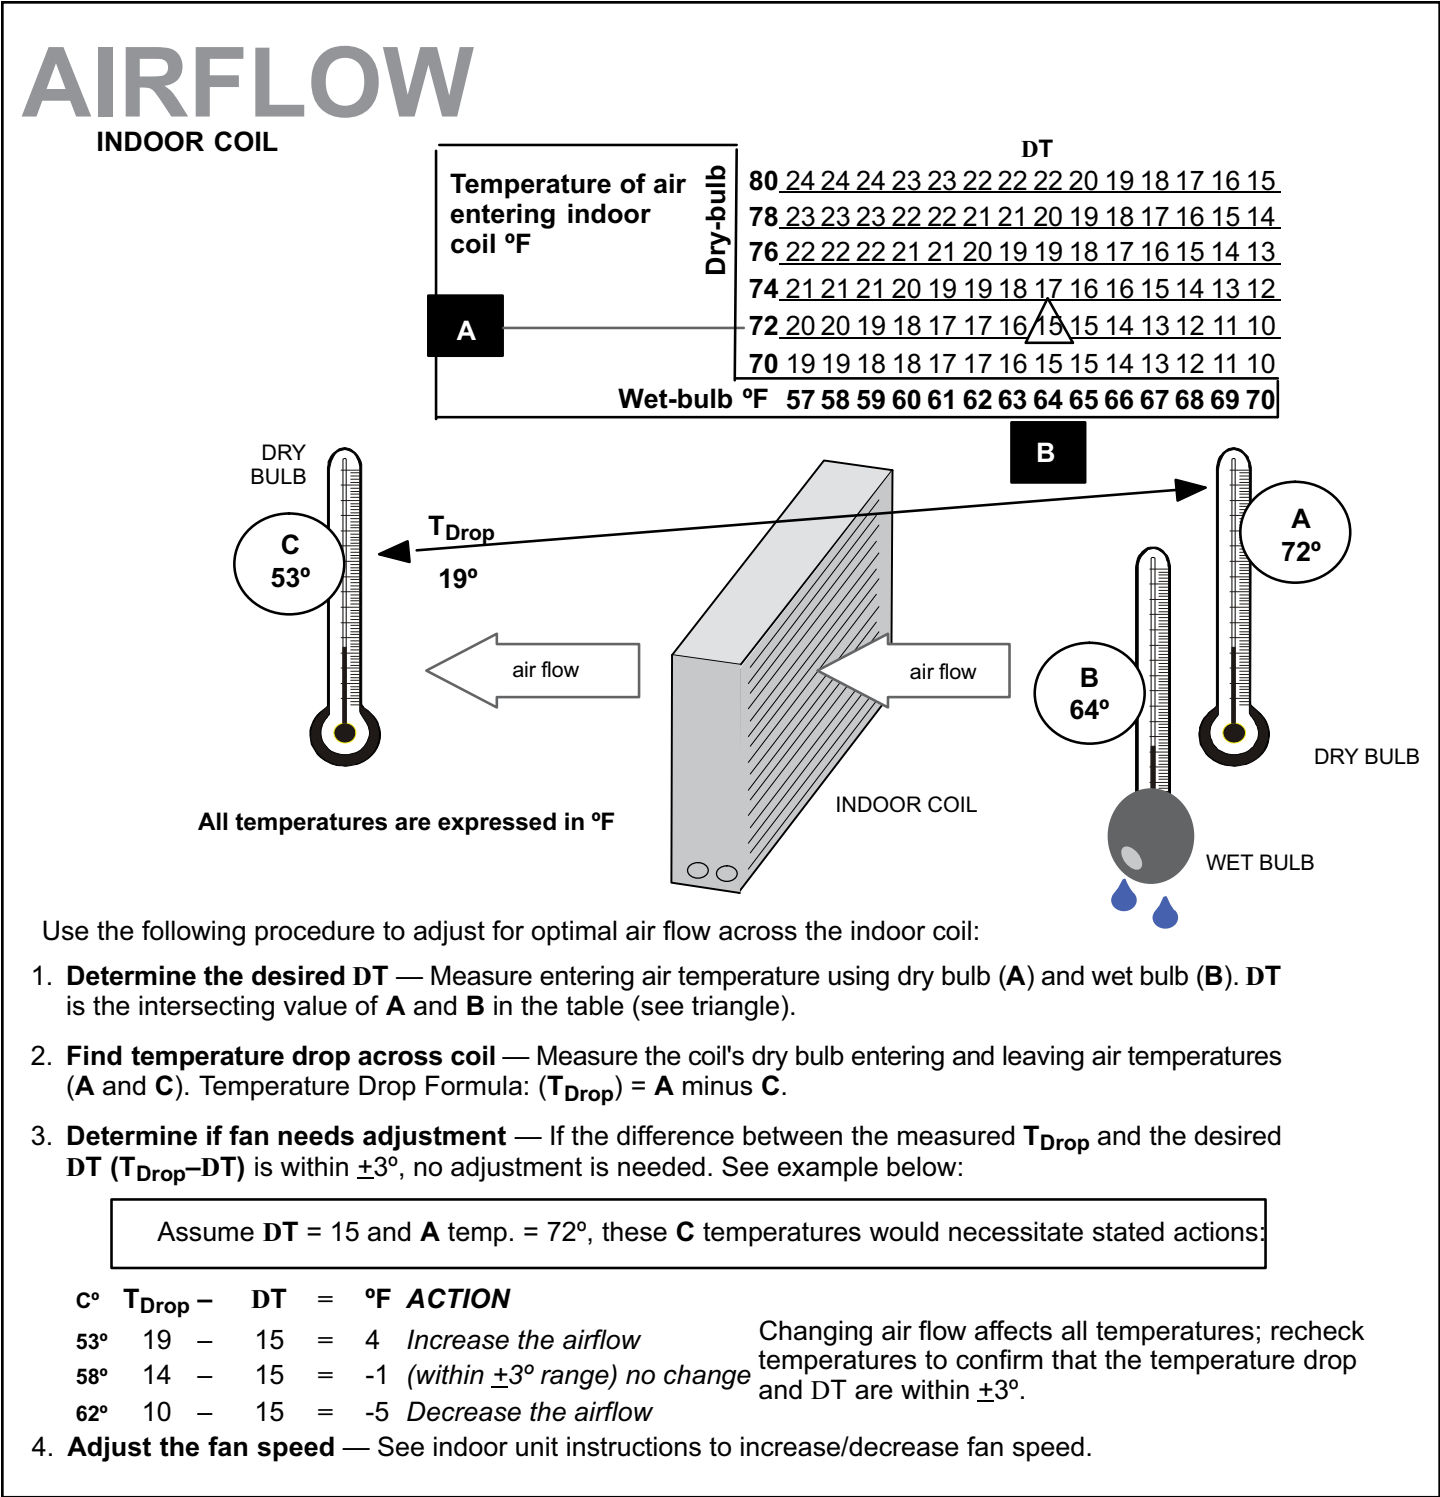 AIRFLOW
INDOOR COIL
DT
Temperature of air
entering indoor
coil ºF
Dry-bulb
80 24 24 24 23 23 22 22 22 20 19 18 17 16 15
78 23 23 23 22 22 21 21 20 19 18 17 16 15 14
76 22 22 22 21 21 20 19 19 18 17 16 15 14 13
74 21 21 21 20 19 19 18 17 16 16 15 14 13 12
A
72 20 20 19 18 17 17 16 15 15 14 13 12 11 10
70 19 19 18 18 17 17 16 15 15 14 13 12 11 10
Wet-bulb ºF 57 58 59 60 61 62 63 64 65 66 67 68 69 70
B
DRY
BULB
C
53º
TDrop
19º
A
72º
air flow
air flow
B
64º
DRY BULB
INDOOR COIL
All temperatures are expressed in ºF
WET BULB
Use the following procedure to adjust for optimal air flow across the indoor coil:
1. Determine the desired DT — Measure entering air temperature using dry bulb (A) and wet bulb (B). DT
is the intersecting value of A and B in the table (see triangle).
2. Find temperature drop across coil — Measure the coil's dry bulb entering and leaving air temperatures
(A and C). Temperature Drop Formula: (TDrop) = A minus C.
3. Determine if fan needs adjustment — If the difference between the measured TDrop and the desired
DT (TDrop–DT) is within ±3º, no adjustment is needed. See example below:
Assume DT = 15 and A temp. = 72º, these C temperatures would necessitate stated actions:
Cº TDrop – DT = ºF ACTION
53º 19 – 15 = 4 Increase the airflow
58º 14 – 15 = -1 (within ±3º range) no change
62º 10 – 15 = -5 Decrease the airflow
Changing air flow affects all temperatures; recheck
temperatures to confirm that the temperature drop
and DT are within ±3º.
4. Adjust the fan speed — See indoor unit instructions to increase/decrease fan speed.